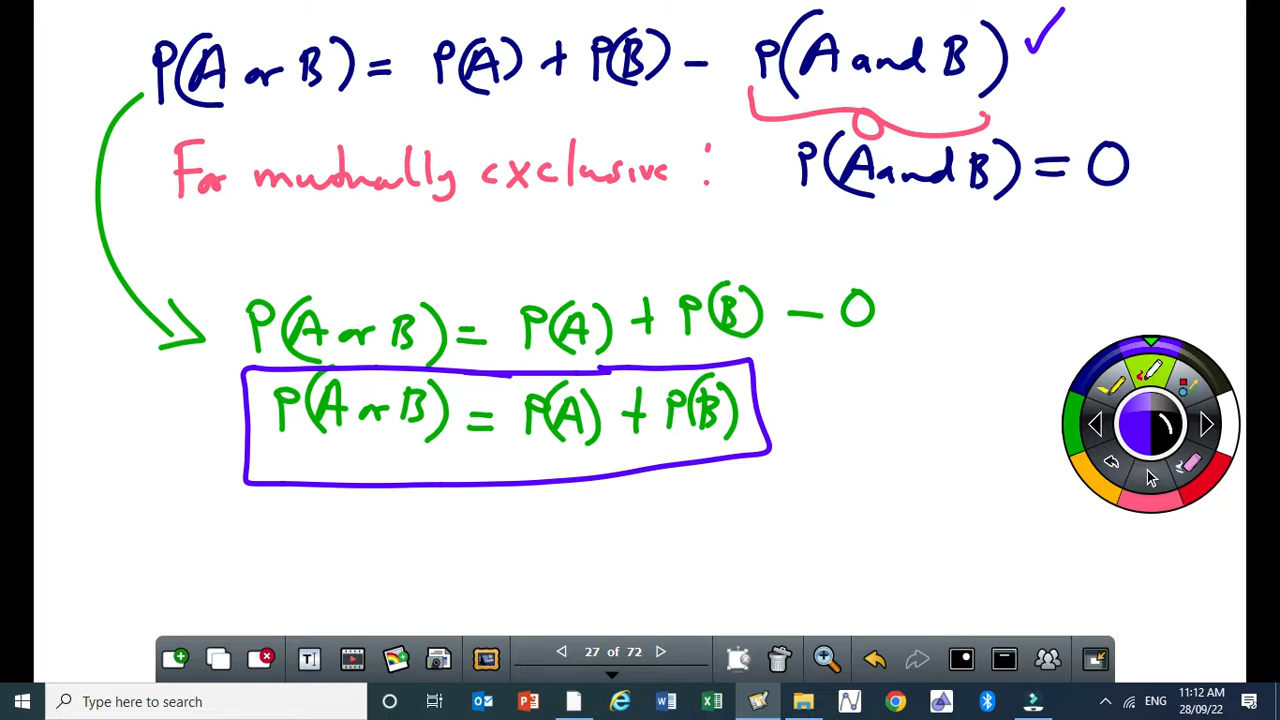 P(A or B) = P(A) + P(B) - P(A and B) ✓
0
For mutually exclusive : P(A and B) = 0
P(A or B) = P(A) + P(B) - 0
P(A or B) = P(A) + P(B)
27 of 72
Type here to search
ENG
11:12 AM
28/09/22